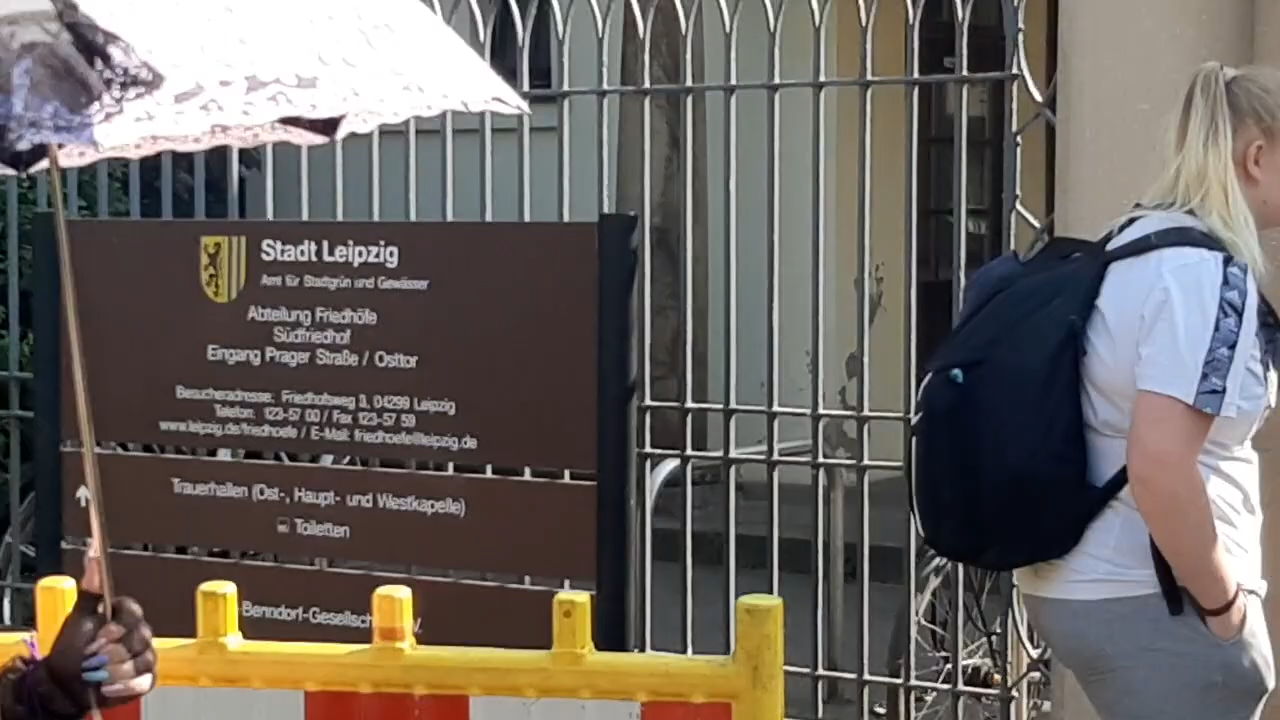 Stadt Leipzig
Amt für Stadtgrün und Gewässer
Abteilung Friedhöfe
Südfriedhof
Eingang Prager Straße / Osttor
Besucheradresse: Friedhofsweg 3, 04299 Leipzig
Telefon: 123-57 00 / Fax 123-57 59
www.leipzig.de/friedhoefe / E-Mail: friedhoefe@leipzig.de
Trauerhallen (Ost-, Haupt- und Westkapelle)
Toiletten
-Benndorf-Gesellsch